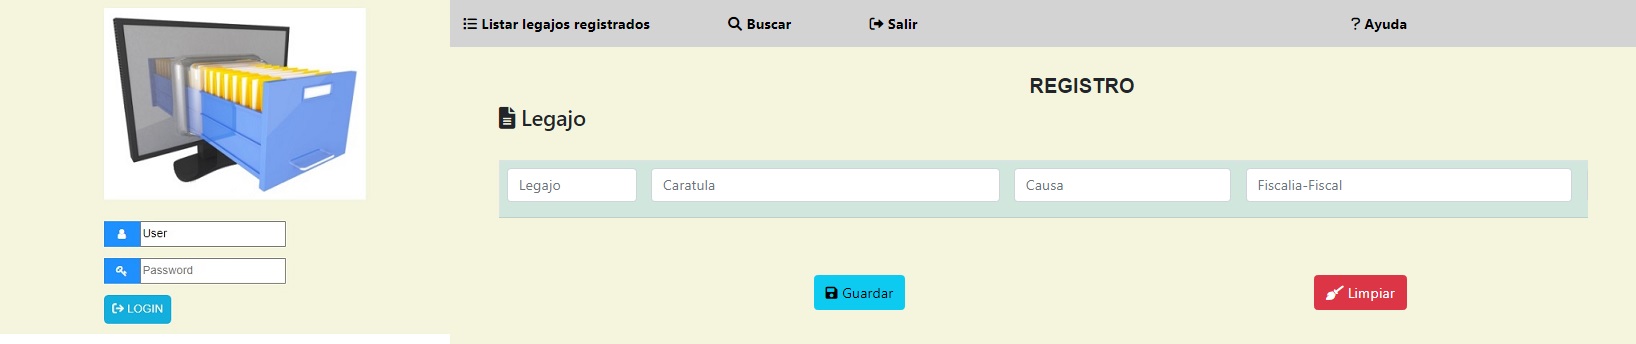 User
Password
LOGIN
Listar legajos registrados Buscar Salir ? Ayuda
REGISTRO
Legajo
Legajo Caratula Causa Fiscalia-Fiscal
Guardar Limpiar